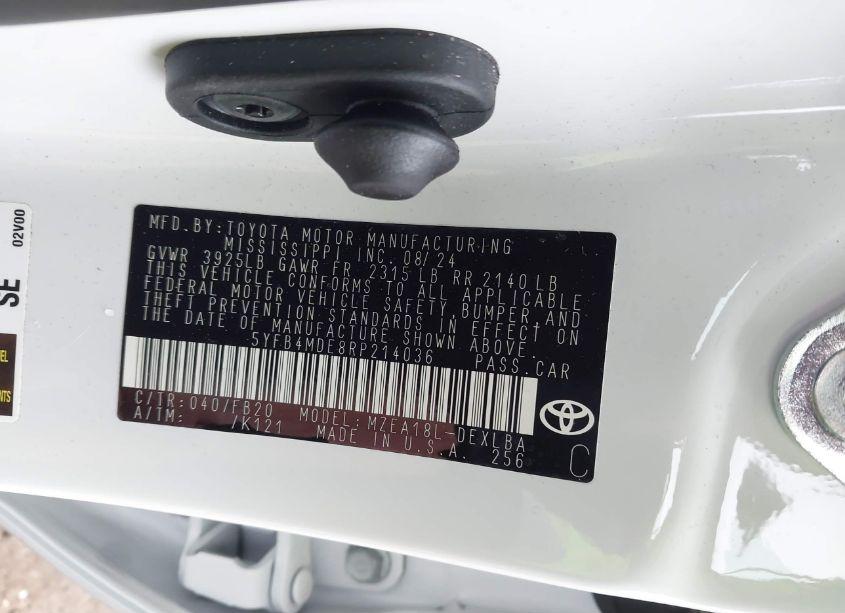 MFD. BY: TOYOTA MOTOR MANUFACTURING
MISSISSIPPI INC. 08/24
GVWR 3925LB GAWR FR 2315 LB RR 2140 LB
THIS VEHICLE CONFORMS TO ALL APPLICABLE
FEDERAL MOTOR VEHICLE SAFETY, BUMPER AND
THEFT PREVENTION STANDARDS IN EFFECT ON
THE DATE OF MANUFACTURE SHOWN ABOVE.
5YFB4MDE8RP214036 PASS. CAR
C/TR: 040/FB20 MODEL: MZEA18L-DEXLBA
A/TM: /K121 MADE IN U.S.A. 256
C
02V00
SE